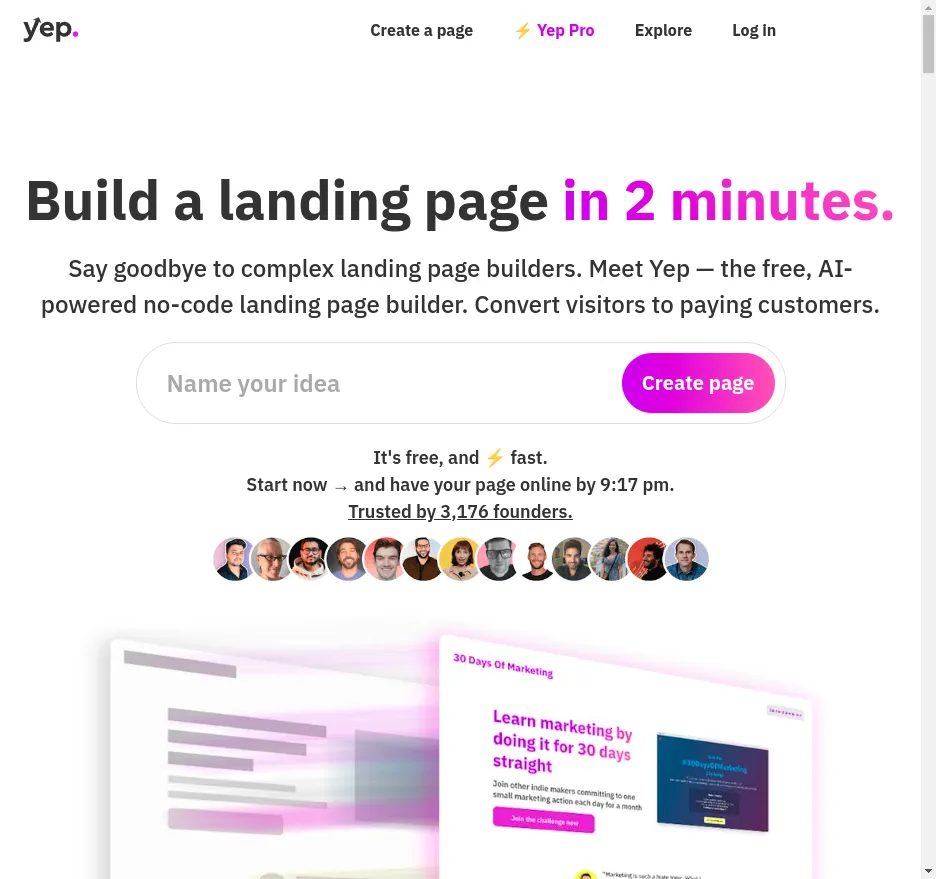 yep.
Create a page
⚡ Yep Pro
Explore
Log in
Build a landing page in 2 minutes.
Say goodbye to complex landing page builders. Meet Yep — the free, AI-
powered no-code landing page builder. Convert visitors to paying customers.
Name your idea
Create page
It's free, and ⚡ fast.
Start now → and have your page online by 9:17 pm.
Trusted by 3,176 founders.
30 Days Of Marketing
Learn marketing by
doing it for 30 days
straight
Join other indie makers committing to one
small marketing action each day for a month
Join the challenge now
#30DaysOfMarketing
"Marketing is such a